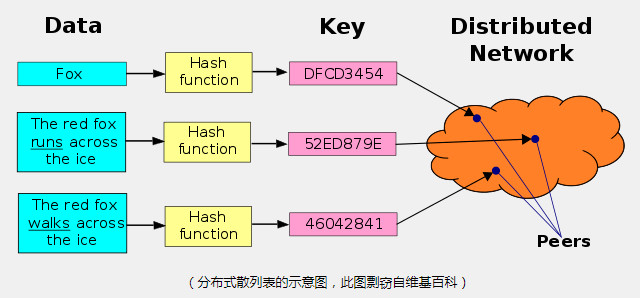 Data
Key
Distributed
Network
Fox
Hash
function
DFCD3454
The red fox
runs across
the ice
Hash
function
52ED879E
The red fox
walks across
the ice
Hash
function
46042841
Peers
(分布式散列表的示意图，此图剽窃自维基百科)